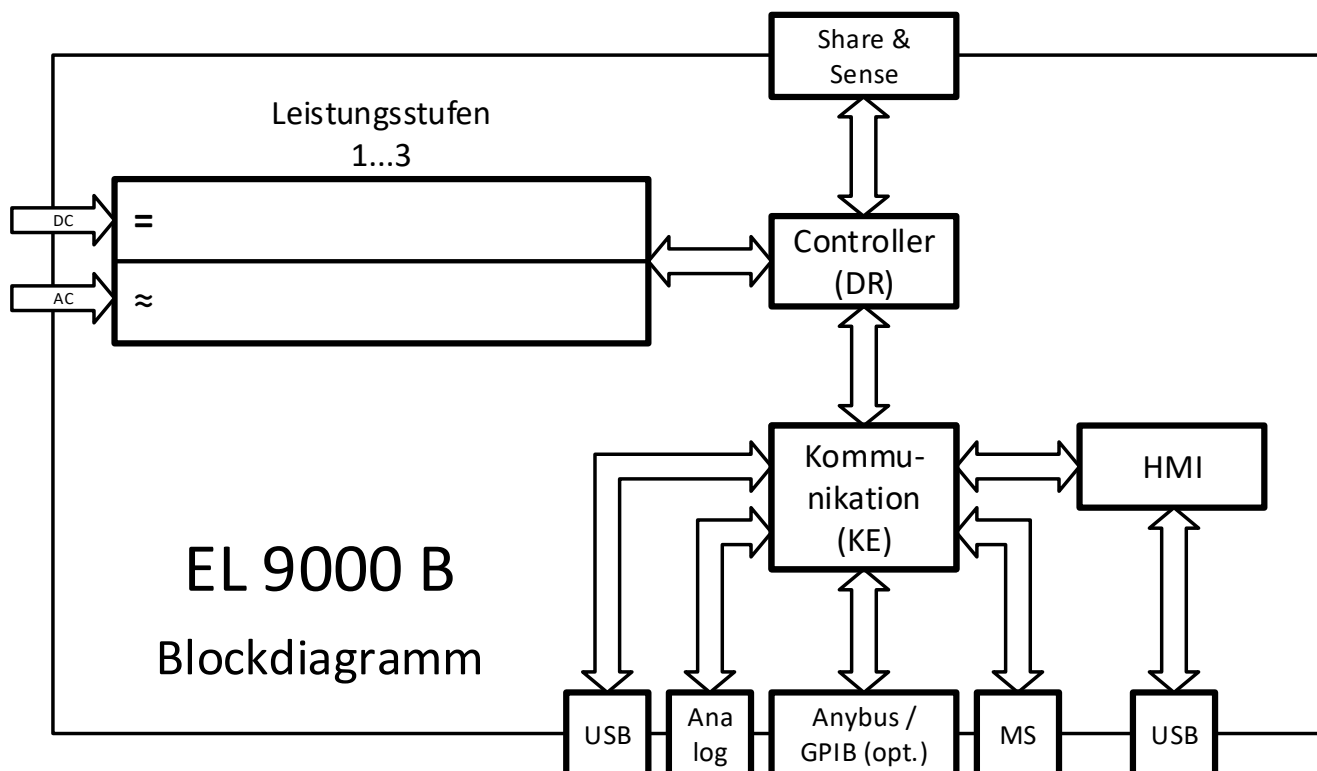 Share &
Sense
Leistungsstufen
1...3
DC
=
AC
≈
Controller
(DR)
Kommu-
nikation
(KE)
HMI
EL 9000 B
Blockdiagramm
USB
Ana
log
Anybus /
GPIB (opt.)
MS
USB